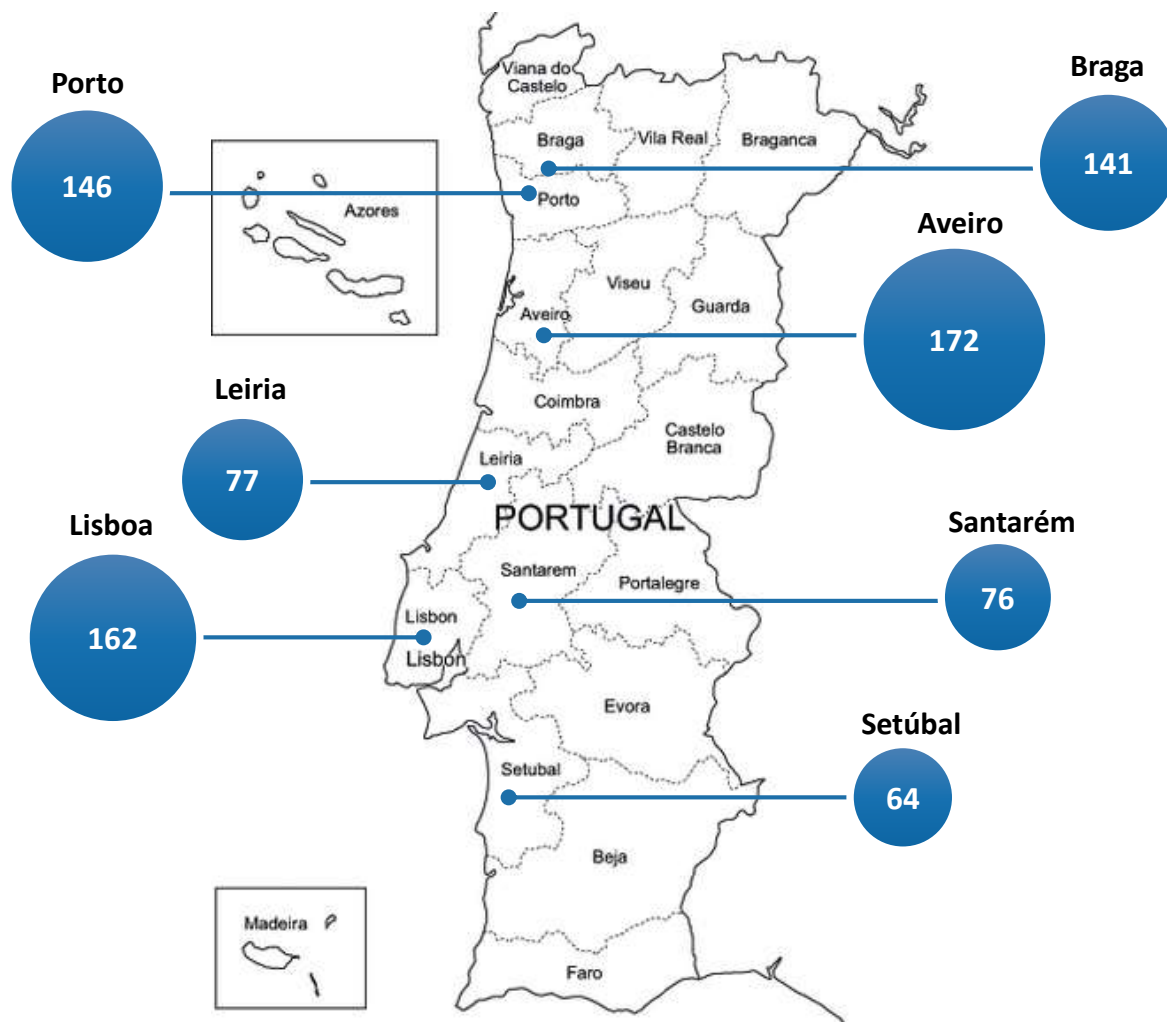 Porto
146
Braga
141
Viana do
Castelo
Braga
Vila Real
Braganca
Porto
Azores
Aveiro
172
Viseu
Guarda
Aveiro
Coimbra
Castelo
Branca
Leiria
77
Leiria
PORTUGAL
Lisboa
162
Santarém
76
Santarem
Portalegre
Lisbon
Lisbon
Evora
Setúbal
64
Setubal
Beja
Madeira
Faro